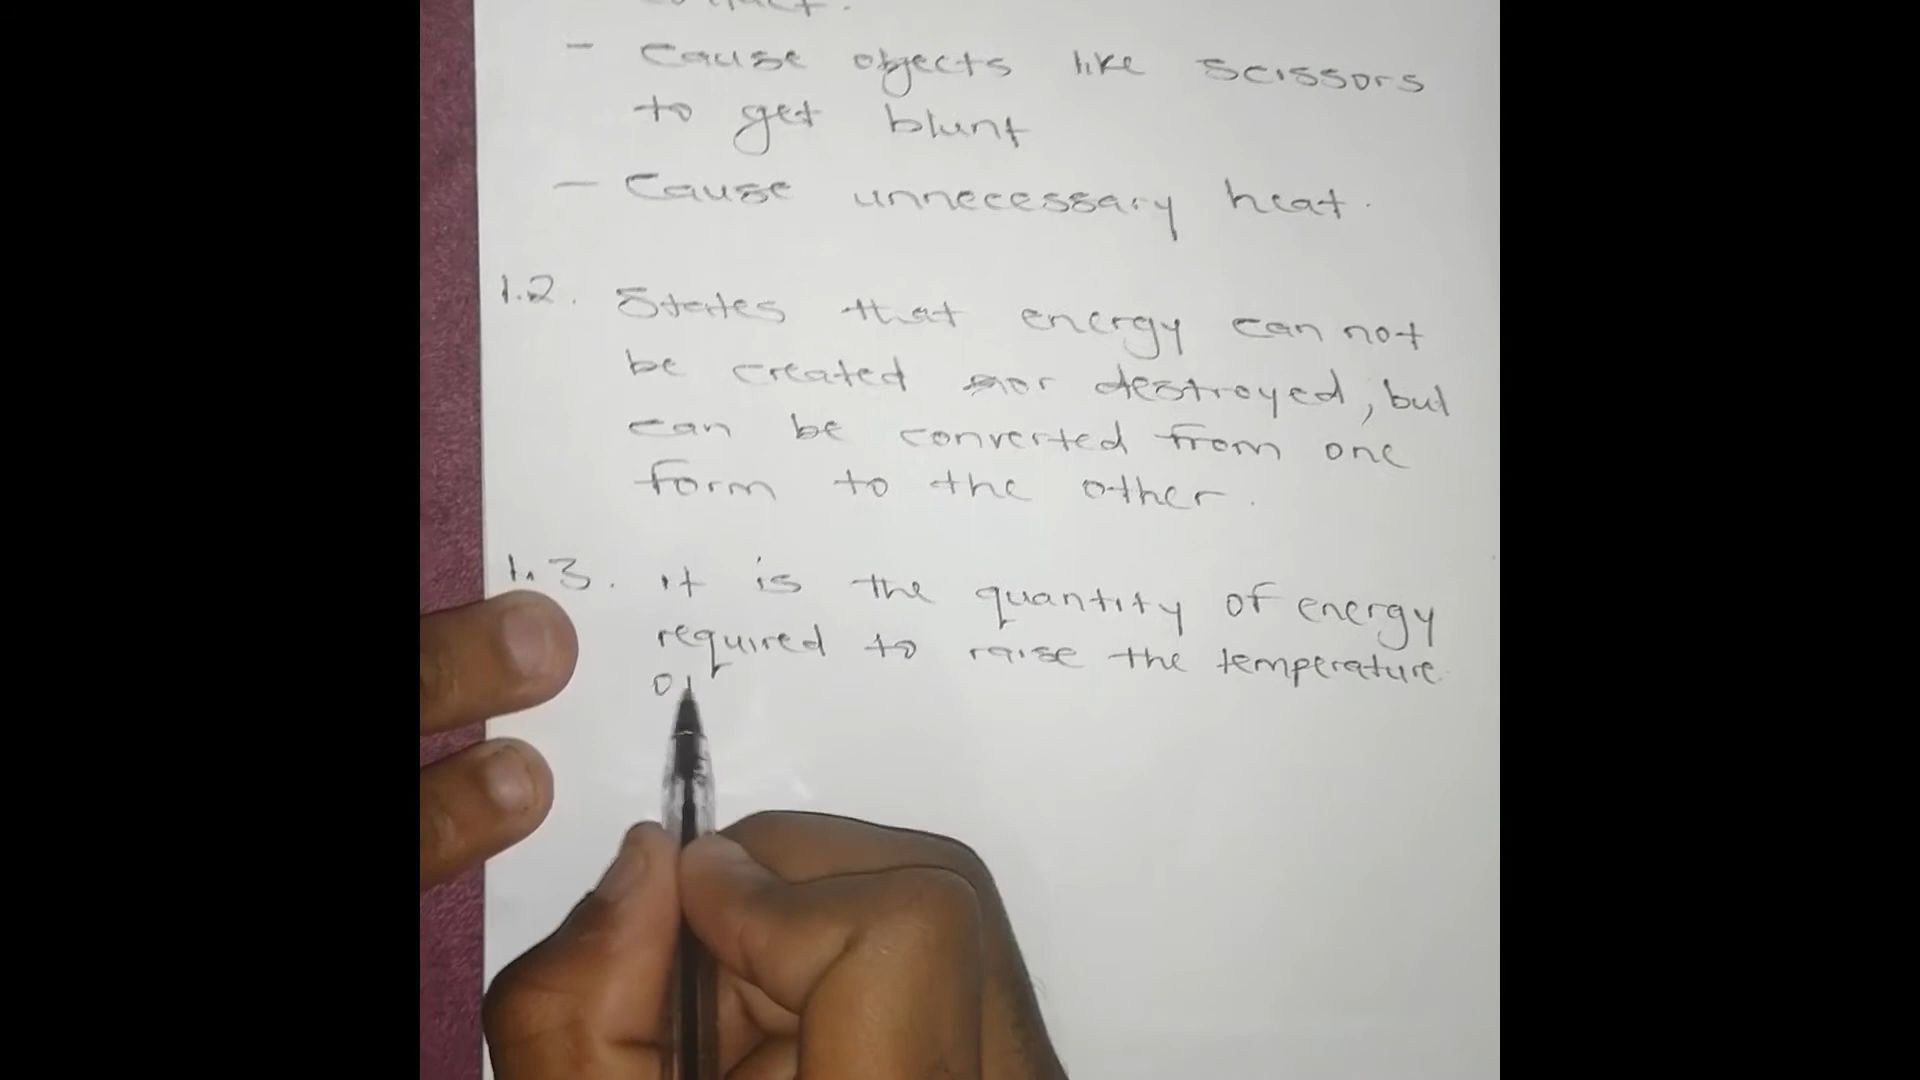 - Cause objects like scissors
to get blunt
- Cause unnecessary heat.
1.2. States that energy can not
be created nor destroyed, but
can be converted from one
form to the other.
1.3. it is the quantity of energy
required to raise the temperature